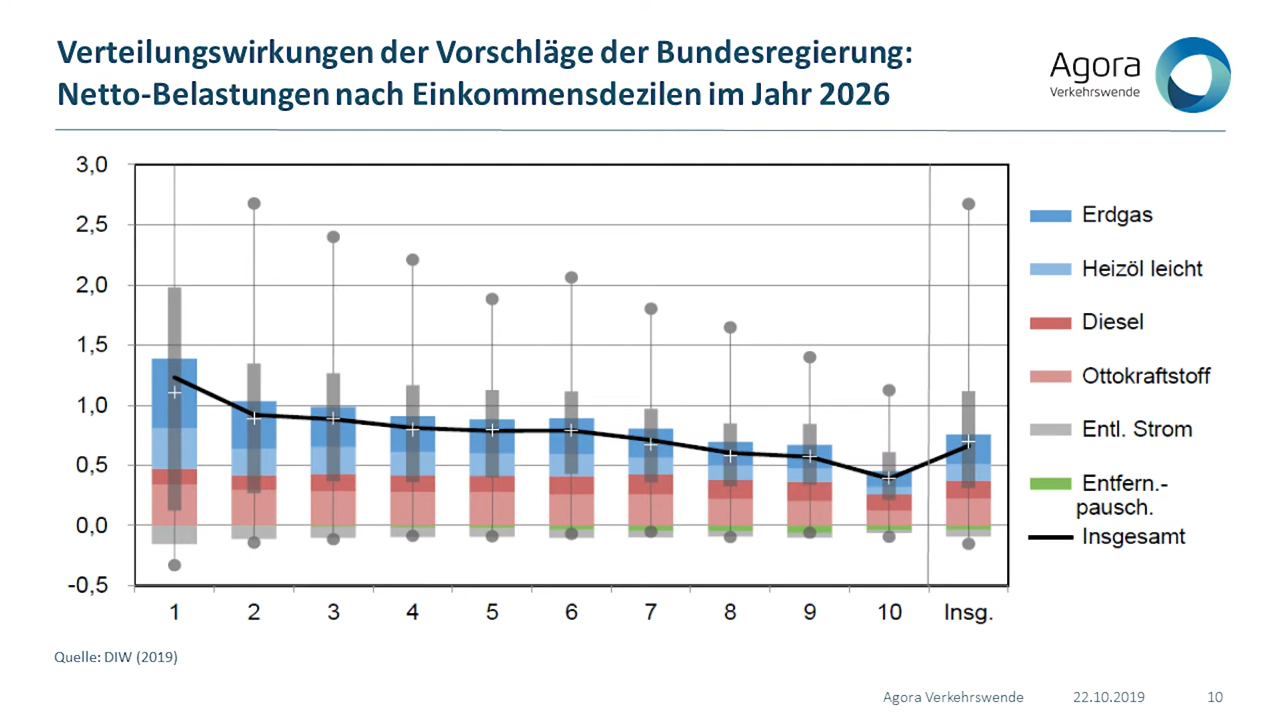 Verteilungswirkungen der Vorschläge der Bundesregierung:
Netto-Belastungen nach Einkommensdezilen im Jahr 2026
Agora
Verkehrswende
3,0
2,5
2,0
1,5
1,0
0,5
0,0
-0,5
1 2 3 4 5 6 7 8 9 10 Insg.
Erdgas
Heizöl leicht
Diesel
Ottokraftstoff
Entl. Strom
Entfern.-
pausch.
Insgesamt
Quelle: DIW (2019)
Agora Verkehrswende 22.10.2019 10